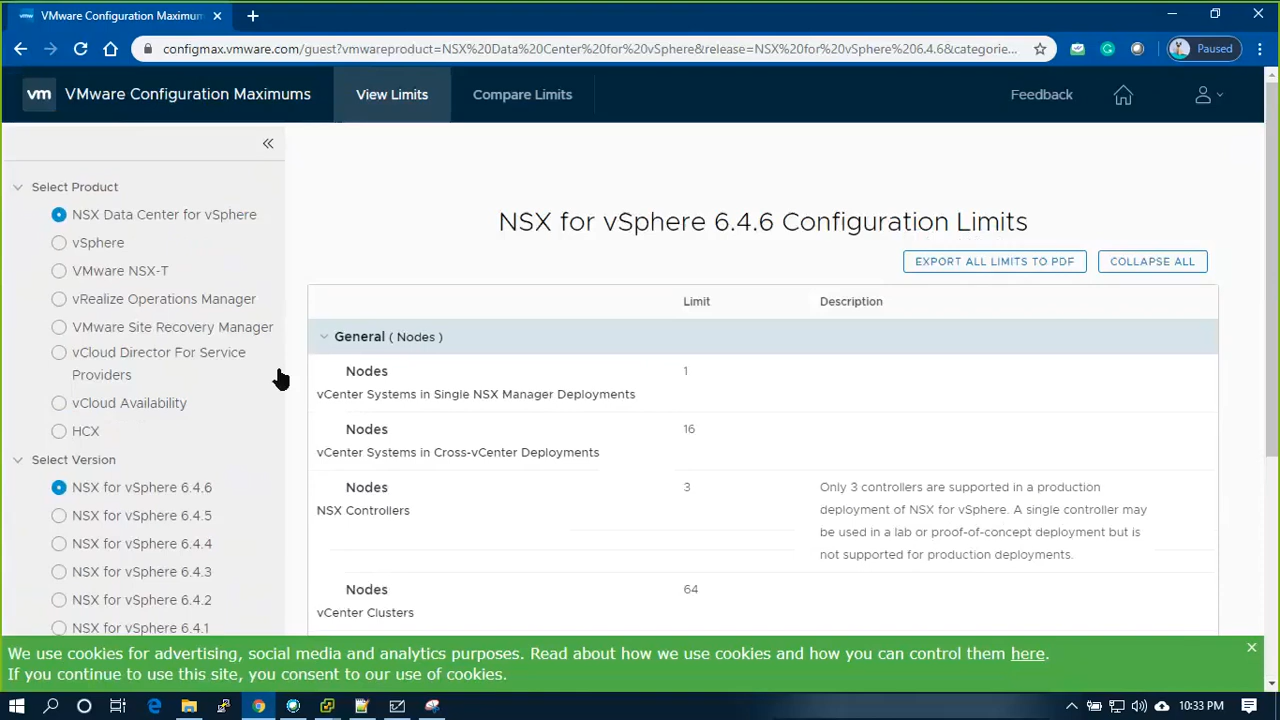 VMware Configuration Maximum
configmax.vmware.com/guest?vmwareproduct=NSX%20Data%20Center%20for%20vSphere&release=NSX%20for%20vSphere%206.4.6&categorie...
Paused
vm VMware Configuration Maximums
View Limits
Compare Limits
Feedback
Select Product
NSX Data Center for vSphere
vSphere
VMware NSX-T
vRealize Operations Manager
VMware Site Recovery Manager
vCloud Director For Service
Providers
vCloud Availability
HCX
Select Version
NSX for vSphere 6.4.6
NSX for vSphere 6.4.5
NSX for vSphere 6.4.4
NSX for vSphere 6.4.3
NSX for vSphere 6.4.2
NSX for vSphere 6.4.1
NSX for vSphere 6.4.6 Configuration Limits
EXPORT ALL LIMITS TO PDF
COLLAPSE ALL
Limit
Description
General ( Nodes )
Nodes
1
vCenter Systems in Single NSX Manager Deployments
Nodes
16
vCenter Systems in Cross-vCenter Deployments
Nodes
3
NSX Controllers
Only 3 controllers are supported in a production
deployment of NSX for vSphere. A single controller may
be used in a lab or proof-of-concept deployment but is
not supported for production deployments.
Nodes
64
vCenter Clusters
We use cookies for advertising, social media and analytics purposes. Read about how we use cookies and how you can control them here.
If you continue to use this site, you consent to our use of cookies.
10:33 PM